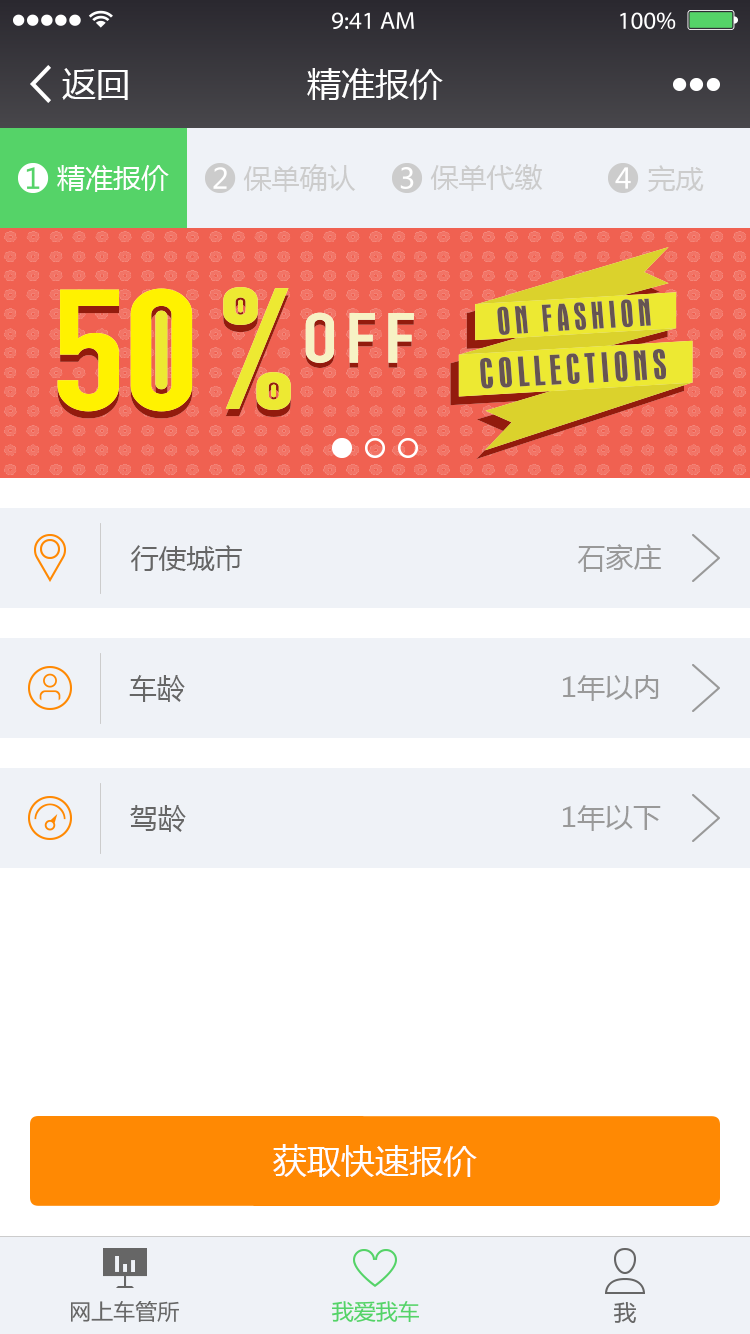 9:41 AM 100%
返回 精准报价
1 精准报价 2 保单确认 3 保单代缴 4 完成
50% OFF
ON FASHION
COLLECTIONS
行使城市 石家庄
车龄 1年以内
驾龄 1年以下
获取快速报价
网上车管所 我爱我车 我